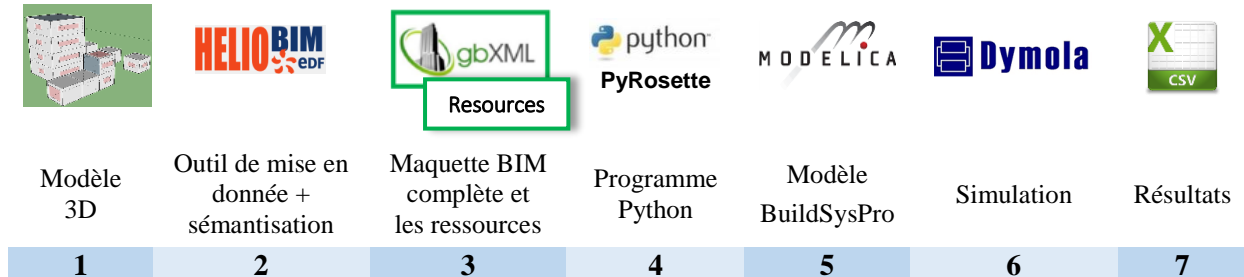 HELIOBIM
EDF
gbXML
Resources
python
PyRosette
MODELICA
Dymola
X
CSV
Modèle
3D
Outil de mise en
donnée +
sémantisation
Maquette BIM
complète et
les ressources
Programme
Python
Modèle
BuildSysPro
Simulation
Résultats
1 2 3 4 5 6 7